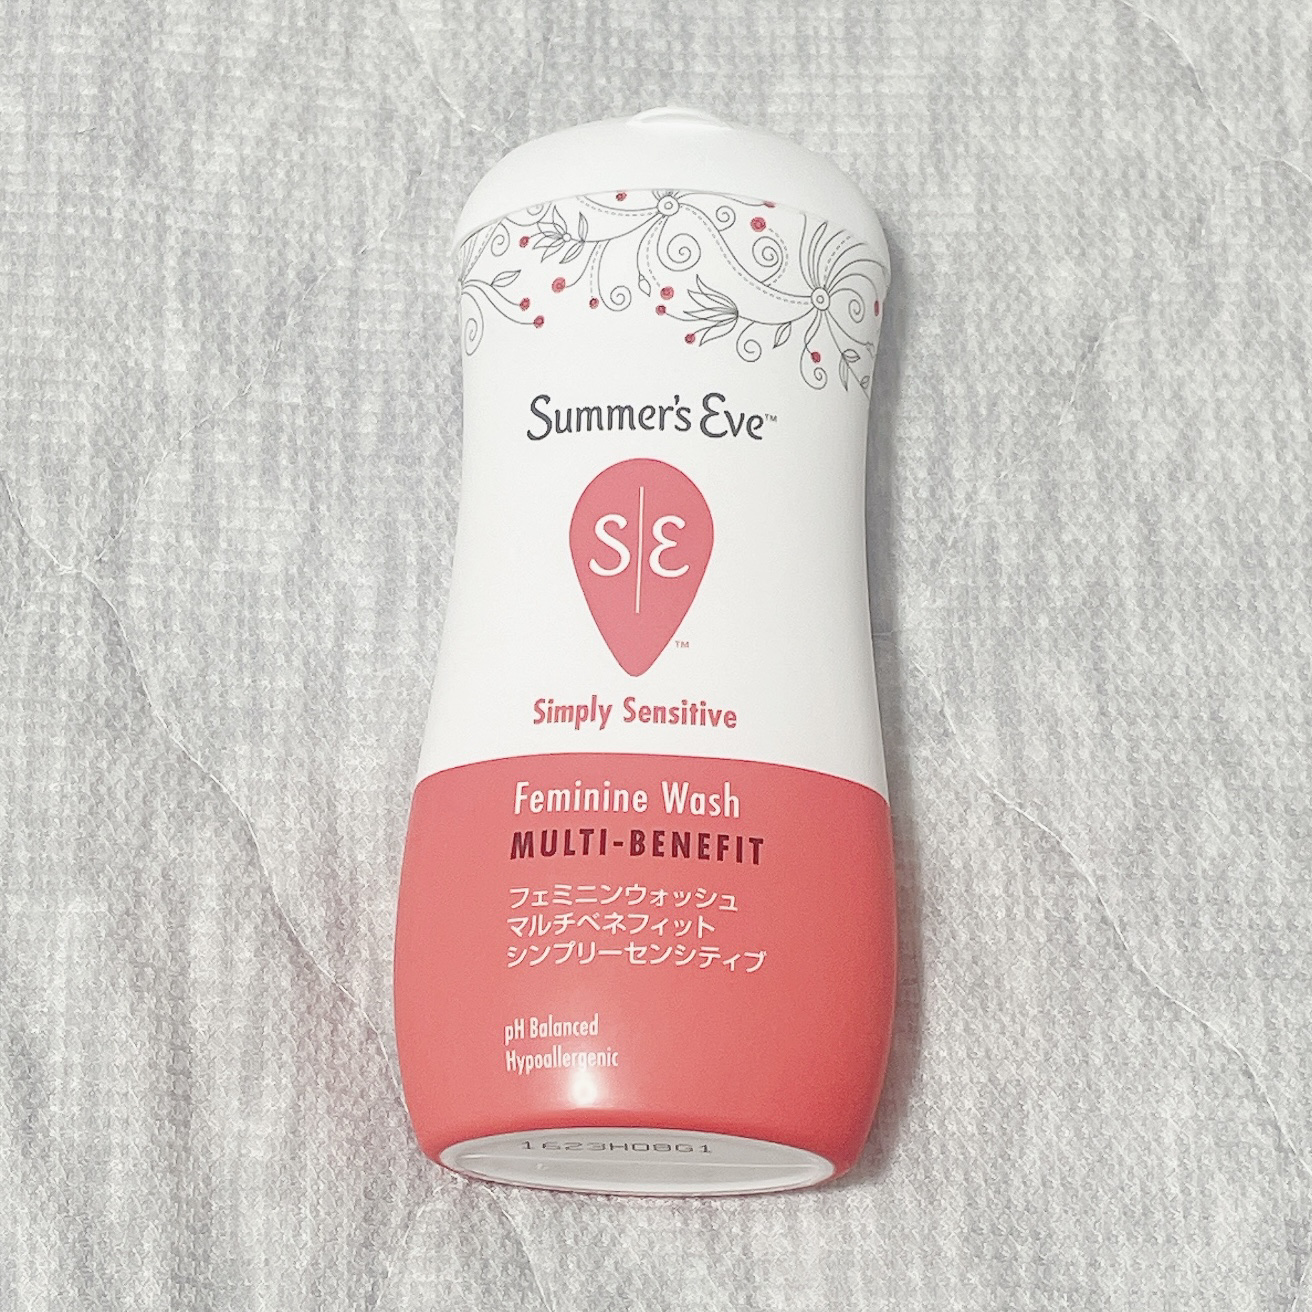 Summer's Eve™
S|E
™
Simply Sensitive
Feminine Wash
MULTI-BENEFIT
フェミニンウォッシュ
マルチベネフィット
シンプリーセンシティブ
pH Balanced
Hypoallergenic
1623H08G1